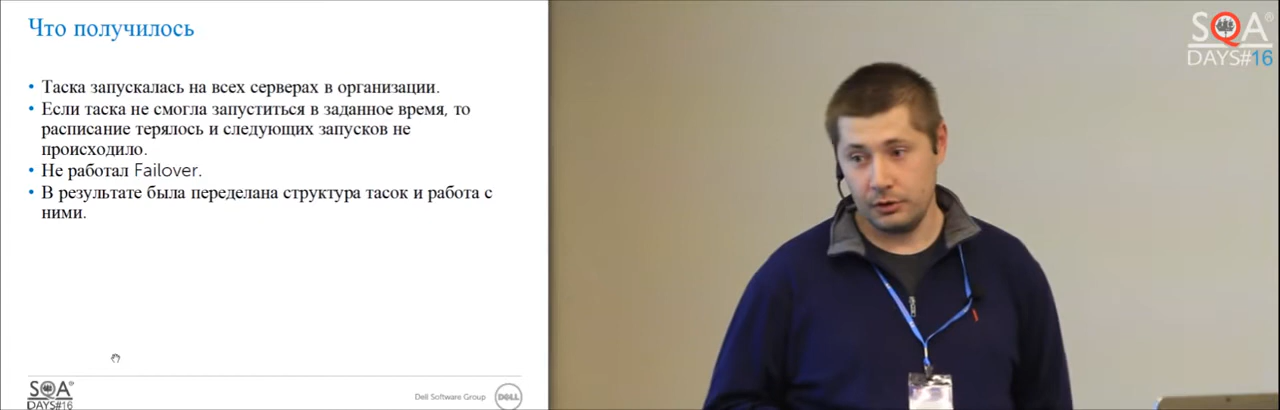 Что получилось
• Таска запускалась на всех серверах в организации.
• Если таска не смогла запуститься в заданное время, то
расписание терялось и следующих запусков не
происходило.
• Не работал Failover.
• В результате была переделана структура тасок и работа с
ними.
SQA®
DAYS#16
Dell Software Group
DELL
SQA®
DAYS#16